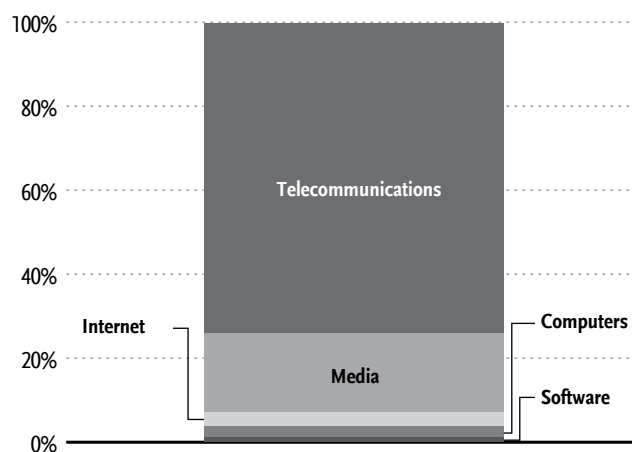 100%
80%
60%
Telecommunications
40%
Internet
Computers
20%
Media
Software
0%